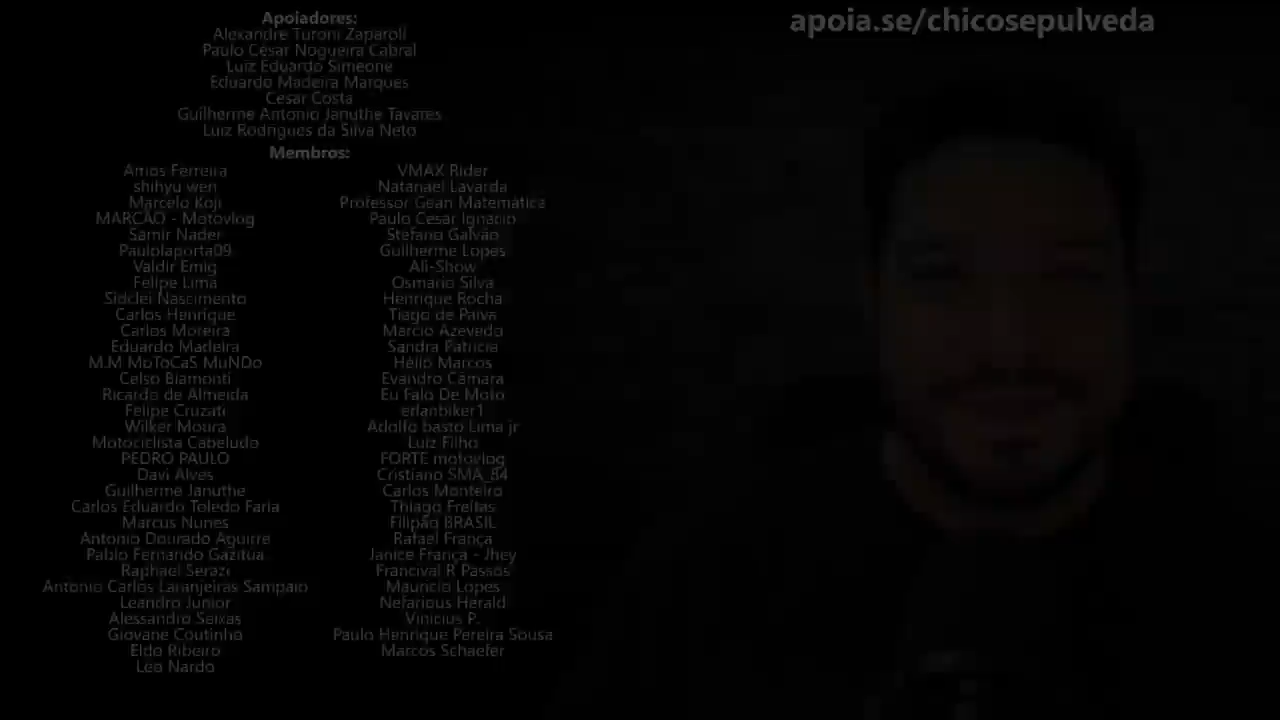 Apoiadores:
Alexandre Turoni Zaparoli
Paulo César Nogueira Cabral
Luiz Eduardo Simeone
Eduardo Madeira Marques
Cesar Costa
Guilherme Antonio Januthe Tavares
Luiz Rodrigues da Silva Neto
Membros:
Amós Ferreira
shihyu wen
Marcelo Koji
MARCÃO - Motovlog
Samir Nader
Paulolaporta09
Valdir Emig
Felipe Lima
Sidclei Nascimento
Carlos Henrique
Carlos Moreira
Eduardo Madeira
M.M MoToCaS MuNDo
Celso Biamonti
Ricardo de Almeida
Felipe Cruzati
Wilker Moura
Motociclista Cabeludo
PEDRO PAULO
Davi Alves
Guilherme Januthe
Carlos Eduardo Toledo Faria
Marcus Nunes
Antonio Dourado Aguirre
Pablo Fernando Gazitua
Raphael Serazi
Antonio Carlos Laranjeiras Sampaio
Leandro Junior
Alessandro Seixas
Giovane Coutinho
Eldo Ribeiro
Léo Nardo
VMAX Rider
Natanael Lavarda
Professor Gean Matemática
Paulo Cesar Ignacio
Stefano Galvão
Guilherme Lopes
Ali-Show
Osmario Silva
Henrique Rocha
Tiago de Paiva
Marcio Azevedo
Sandra Patricia
Hélio Marcos
Evandro Câmara
Eu Falo De Moto
erlanbiker1
Adolfo basto Lima jr
Luiz Filho
FORTE motovlog
Cristiano SMA_84
Carlos Monteiro
Thiago Freitas
Filipão BRASIL
Rafael França
Janice França - Jhey
Francival R Passos
Mauricio Lopes
Nefarious Herald
Vinicius P.
Paulo Henrique Pereira Sousa
Marcos Schaefer
apoia.se/chicosepulveda